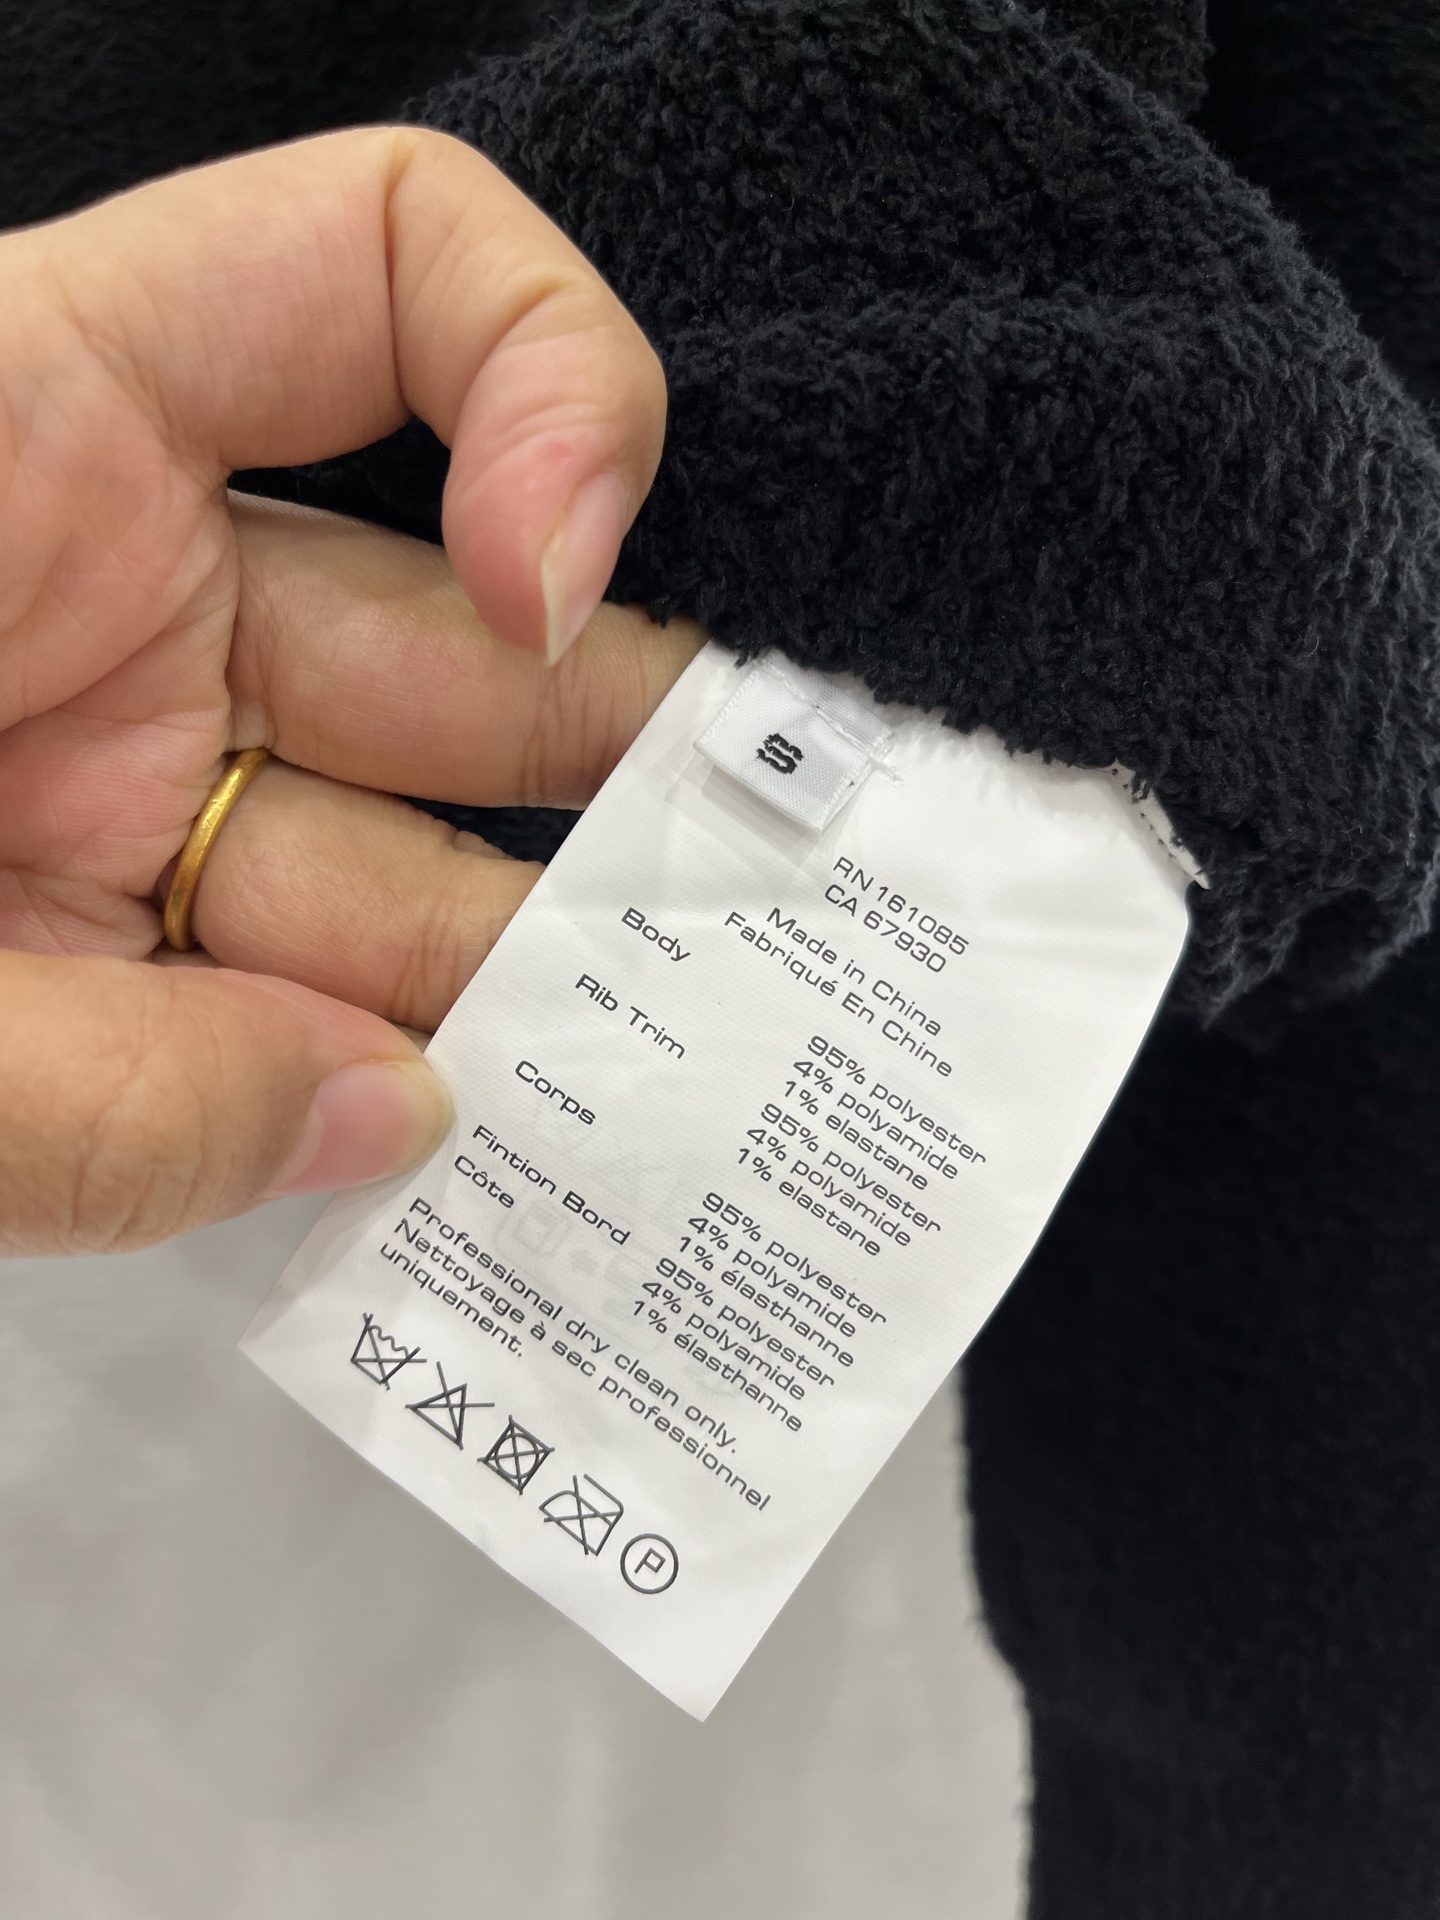 S
RN 161085
CA 67930
Made in China
Fabriqué En Chine
Body 95% polyester
4% polyamide
1% elastane
Rib Trim 95% polyester
4% polyamide
1% elastane
Corps 95% polyester
4% polyamide
1% élasthanne
Fintion Bord 95% polyester
Côte 4% polyamide
1% élasthanne
Professional dry clean only.
Nettoyage à sec professionnel
uniquement.
P